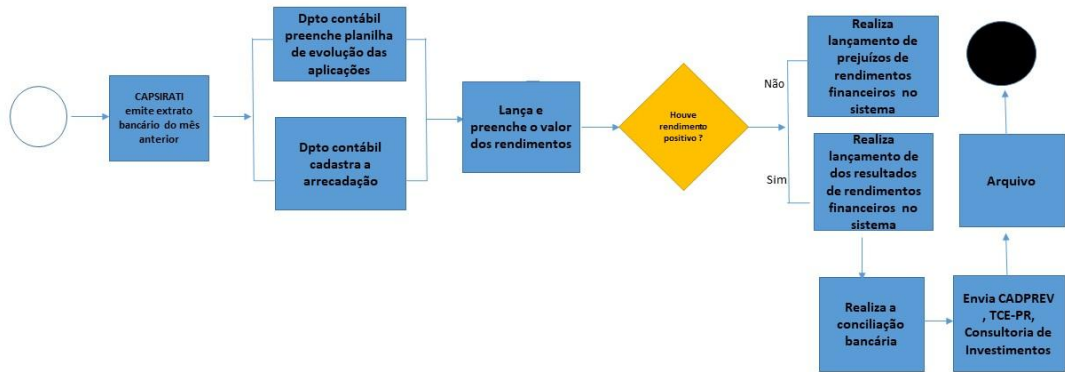 CAPSIRATI
emite extrato
bancário do mês
anterior
Dpto contábil
preenche planilha
de evolução das
aplicações
Dpto contábil
cadastra a
arrecadação
Lança e
preenche o valor
dos rendimentos
Houve
rendimento
positivo ?
Não
Sim
Realiza
lançamento de
prejuízos de
rendimentos
financeiros no
sistema
Realiza
lançamento de
dos resultados
de rendimentos
financeiros no
sistema
Realiza a
conciliação
bancária
Envia CADPREV
, TCE-PR,
Consultoria de
Investimentos
Arquivo